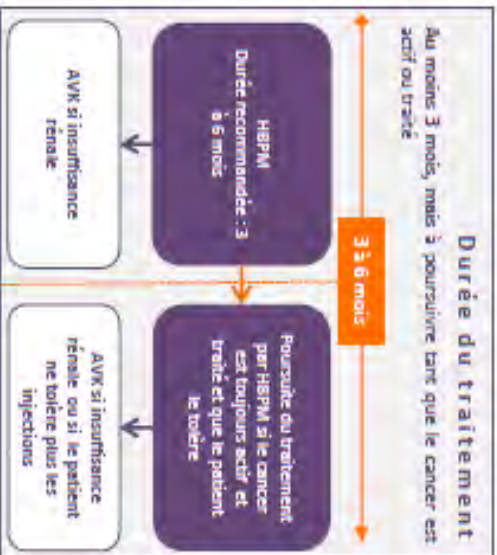 Durée du traitement
Au moins 3 mois, mais à poursuivre tant que le cancer est
actif ou traité
3 à 6 mois
HBPM
Durée recommandée : 3
à 6 mois
AVK si insuffisance
rénale
Poursuite du traitement
par HBPM si le cancer
est toujours actif et
traité et que le patient
le tolère
AVK si insuffisance
rénale ou si le patient
ne tolère plus les
injections